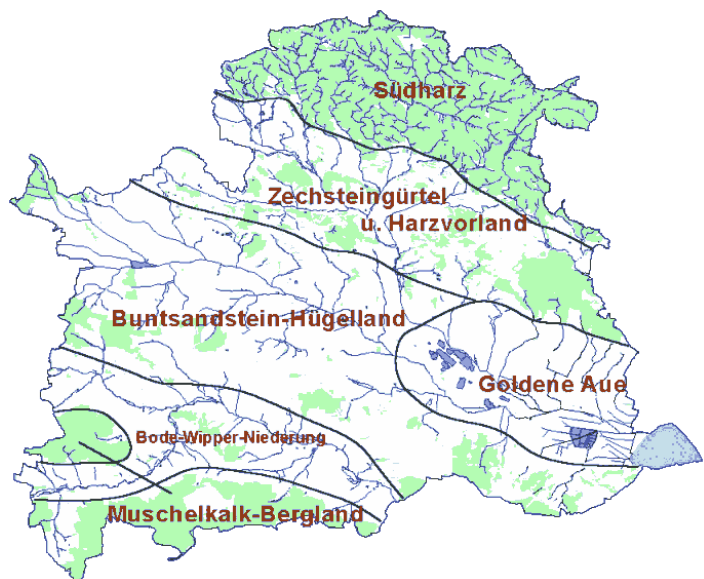 Südharz
Zechsteingürtel
u. Harzvorland
Buntsandstein-Hügelland
Goldene Aue
Bode-Wipper-Niederung
Muschelkalk-Bergland